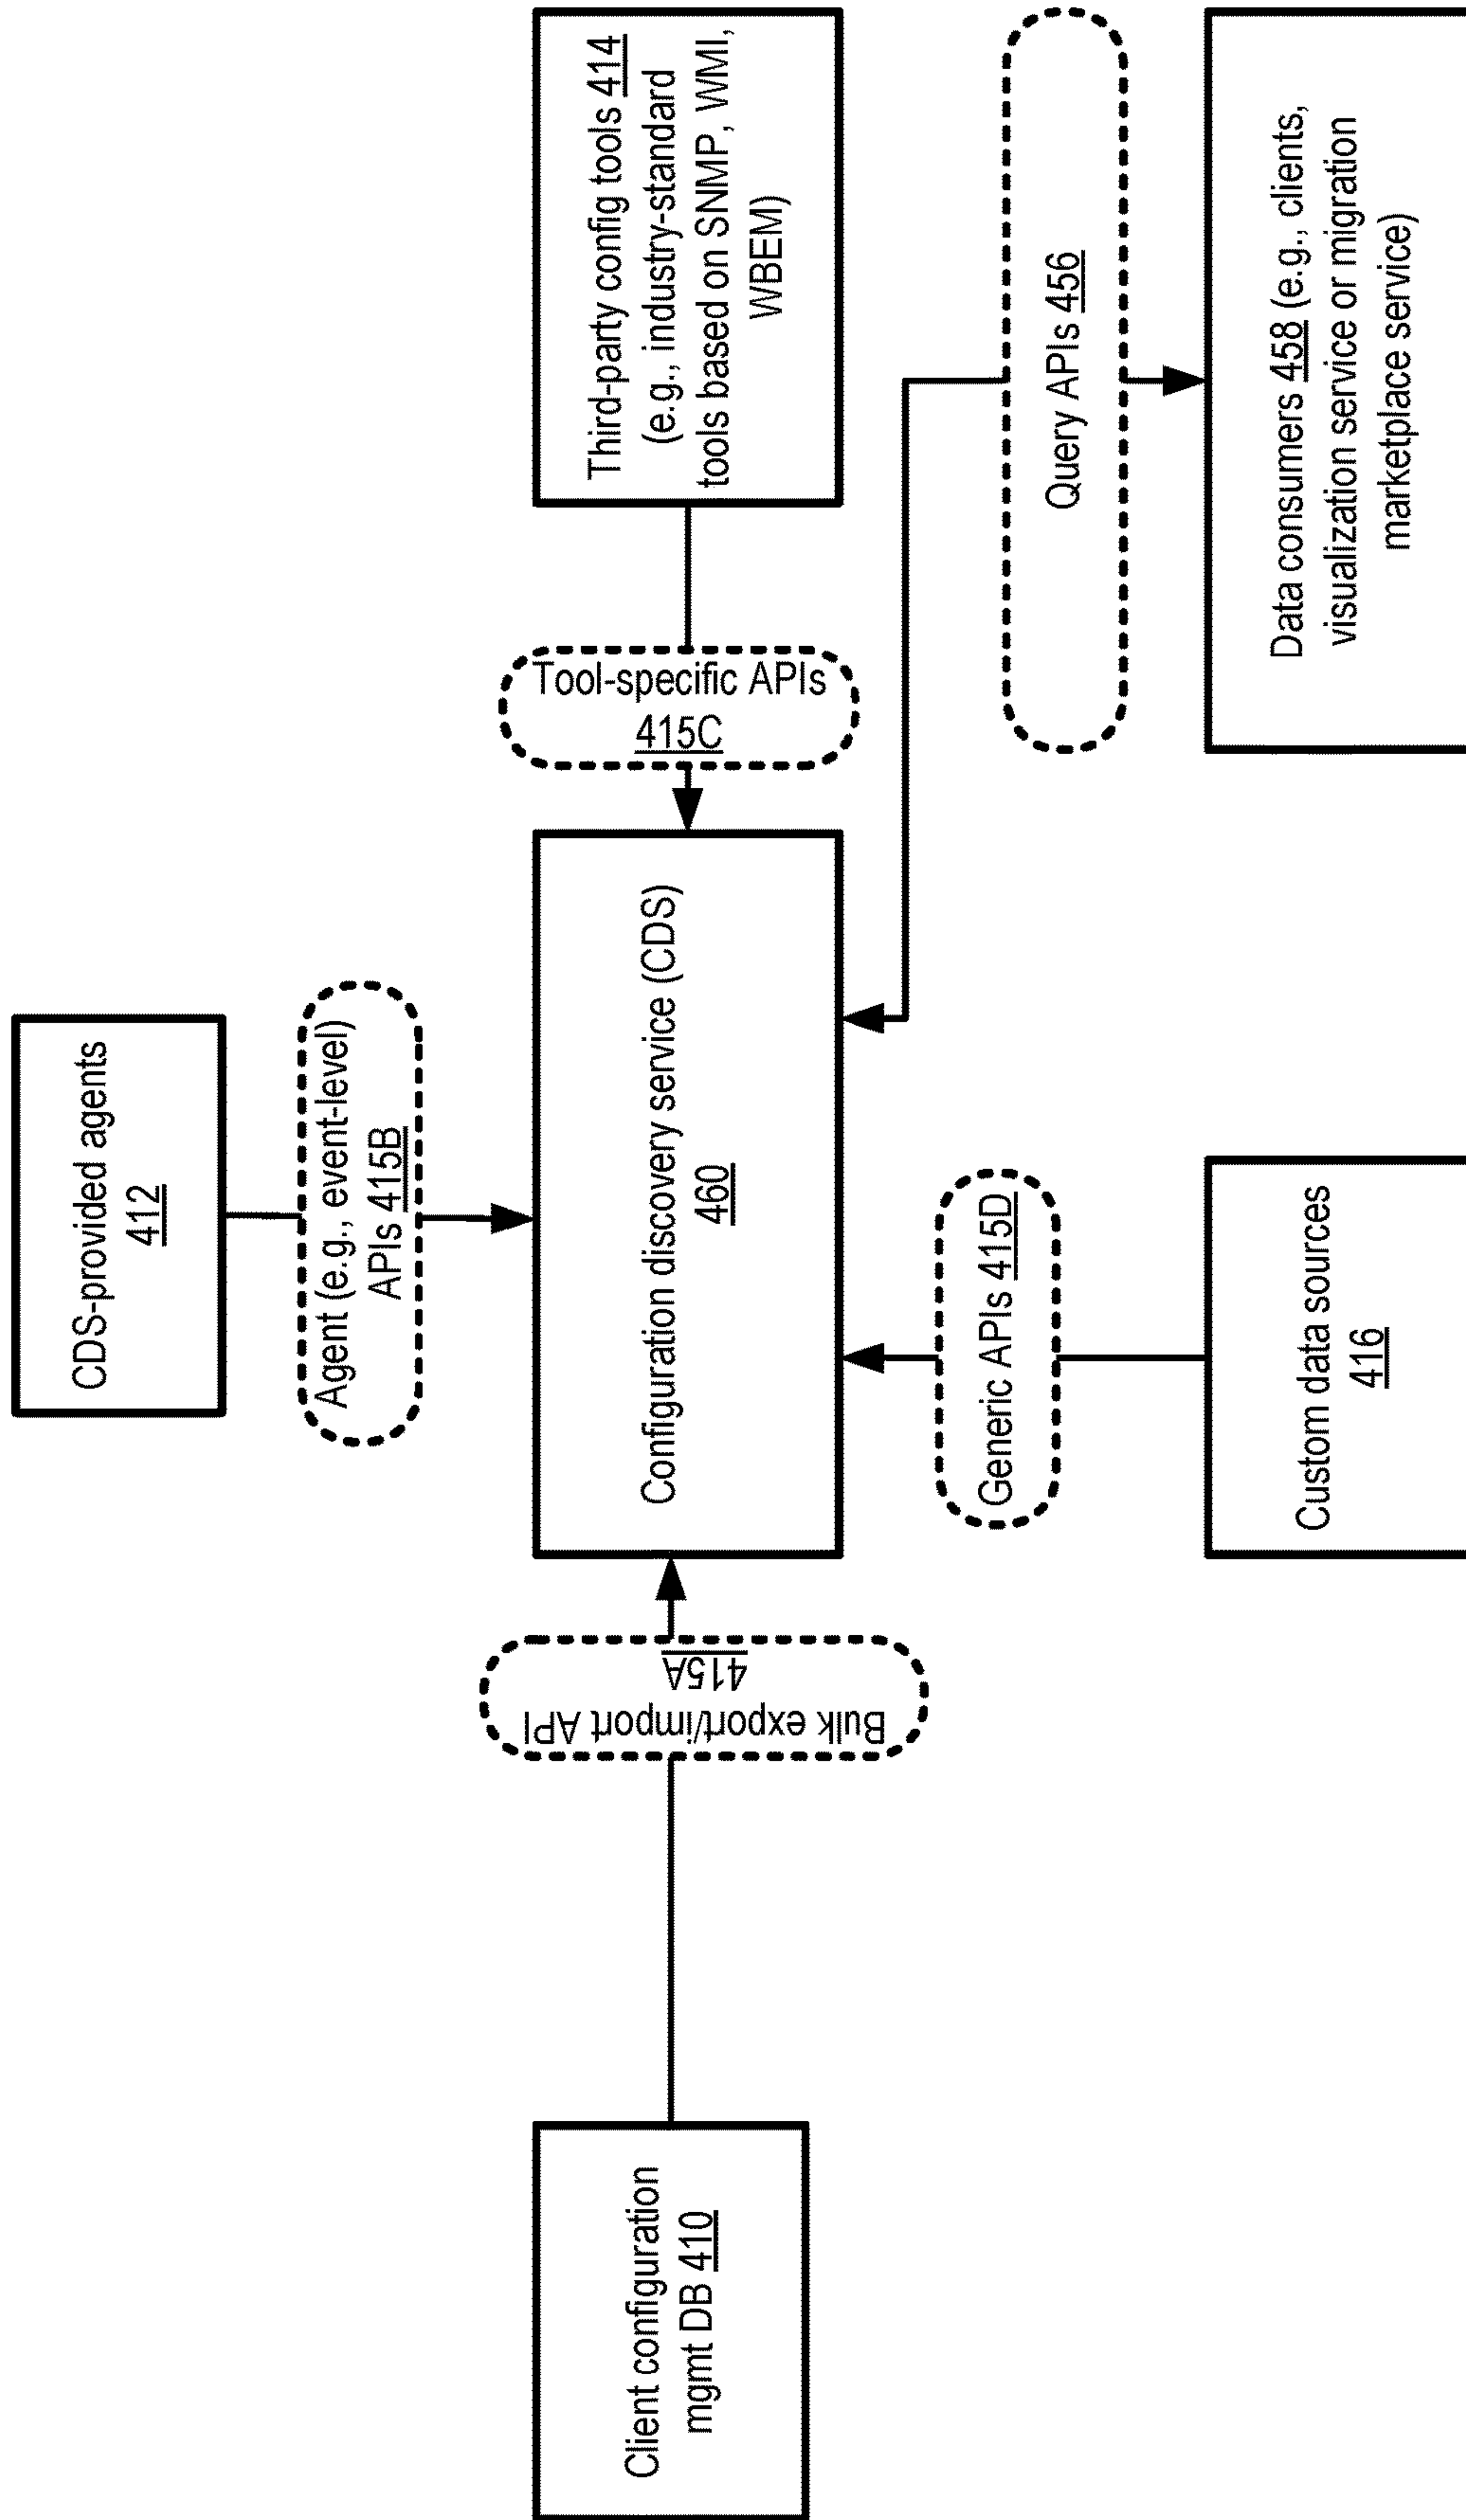 CDS-provided agents
412
Agent (e.g., event-level)
APIs 415B
Client configuration
mgmt DB 410
Bulk export/import API
415A
Configuration discovery service (CDS)
460
Tool-specific APIs
415C
Third-party config tools 414
(e.g., industry-standard
tools based on SNMP, WMI,
WBEM)
Generic APIs 415D
Query APIs 456
Custom data sources
416
Data consumers 458 (e.g., clients,
visualization service or migration
marketplace service)